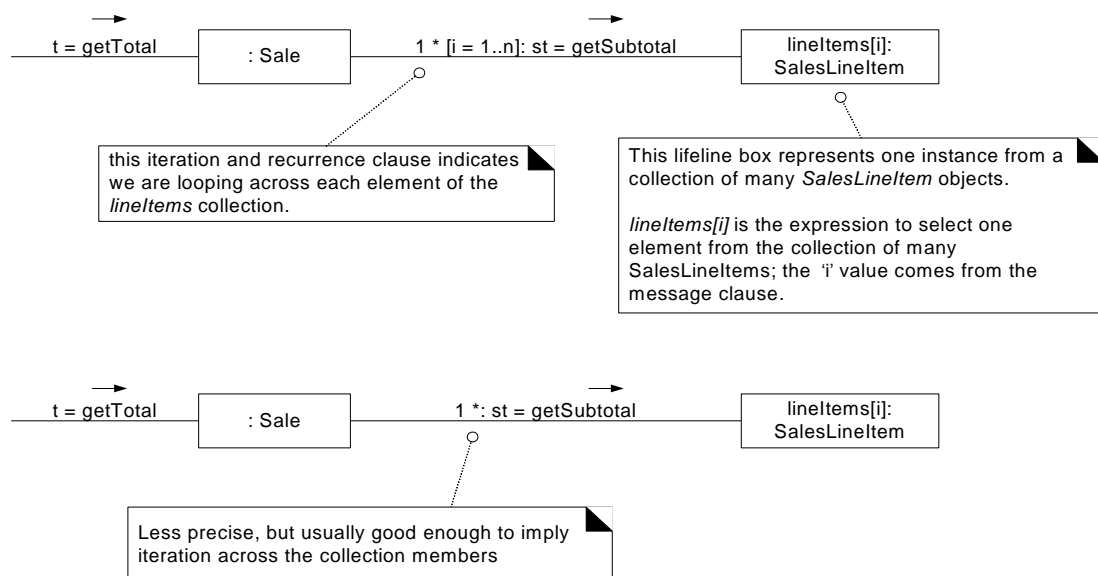 t = getTotal
: Sale
1 * [i = 1..n]: st = getSubtotal
lineItems[i]:
SalesLineItem
this iteration and recurrence clause indicates
we are looping across each element of the
lineItems collection.
This lifeline box represents one instance from a
collection of many SalesLineItem objects.
lineItems[i] is the expression to select one
element from the collection of many
SalesLineItems; the ‘i’ value comes from the
message clause.
t = getTotal
: Sale
1 *: st = getSubtotal
lineItems[i]:
SalesLineItem
Less precise, but usually good enough to imply
iteration across the collection members